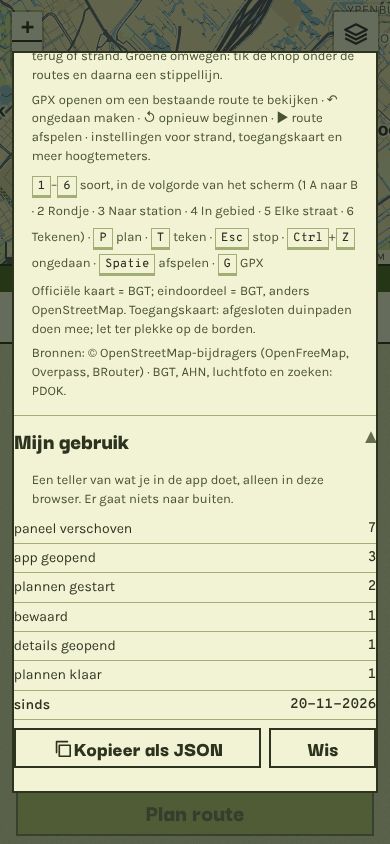 +
terug of strand. Groene omwegen: tik de knop onder de
routes en daarna een stippellijn.
GPX openen om een bestaande route te bekijken · ↶
ongedaan maken · ↺ opnieuw beginnen · ▶ route
afspelen · instellingen voor strand, toegangskaart en
meer hoogtemeters.
1 – 6 soort, in de volgorde van het scherm (1 A naar B
· 2 Rondje · 3 Naar station · 4 In gebied · 5 Elke straat · 6
Tekenen) · P plan · T teken · Esc stop · Ctrl + Z
ongedaan · Spatie afspelen · G GPX
Officiële kaart = BGT; eindoordeel = BGT, anders
OpenStreetMap. Toegangskaart: afgesloten duinpaden
doen mee; let ter plekke op de borden.
Bronnen: © OpenStreetMap-bijdragers (OpenFreeMap,
Overpass, BRouter) · BGT, AHN, luchtfoto en zoeken:
PDOK.
Mijn gebruik ▲
Een teller van wat je in de app doet, alleen in deze
browser. Er gaat niets naar buiten.
paneel verschoven 7
app geopend 3
plannen gestart 2
bewaard 1
details geopend 1
plannen klaar 1
sinds 20-11-2026
Kopieer als JSON Wis
Plan route